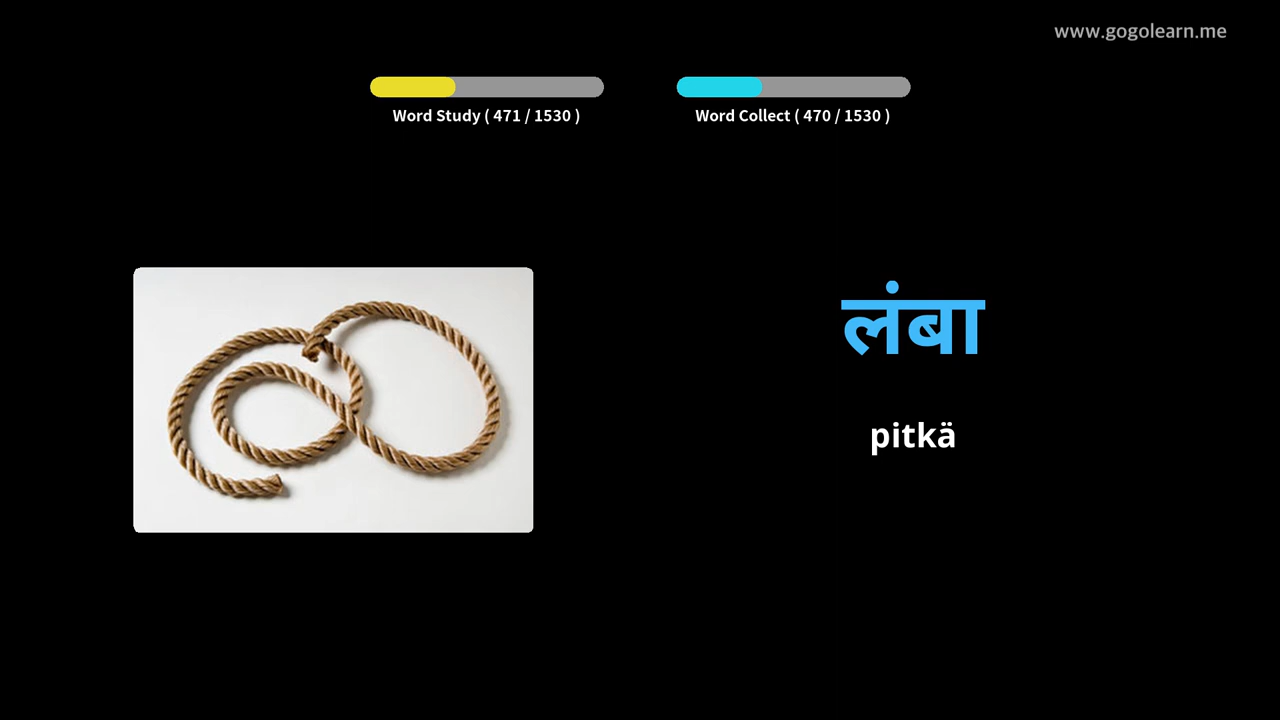 www.gogolearn.me
Word Study ( 471 / 1530 )
Word Collect ( 470 / 1530 )
लंबा
pitkä